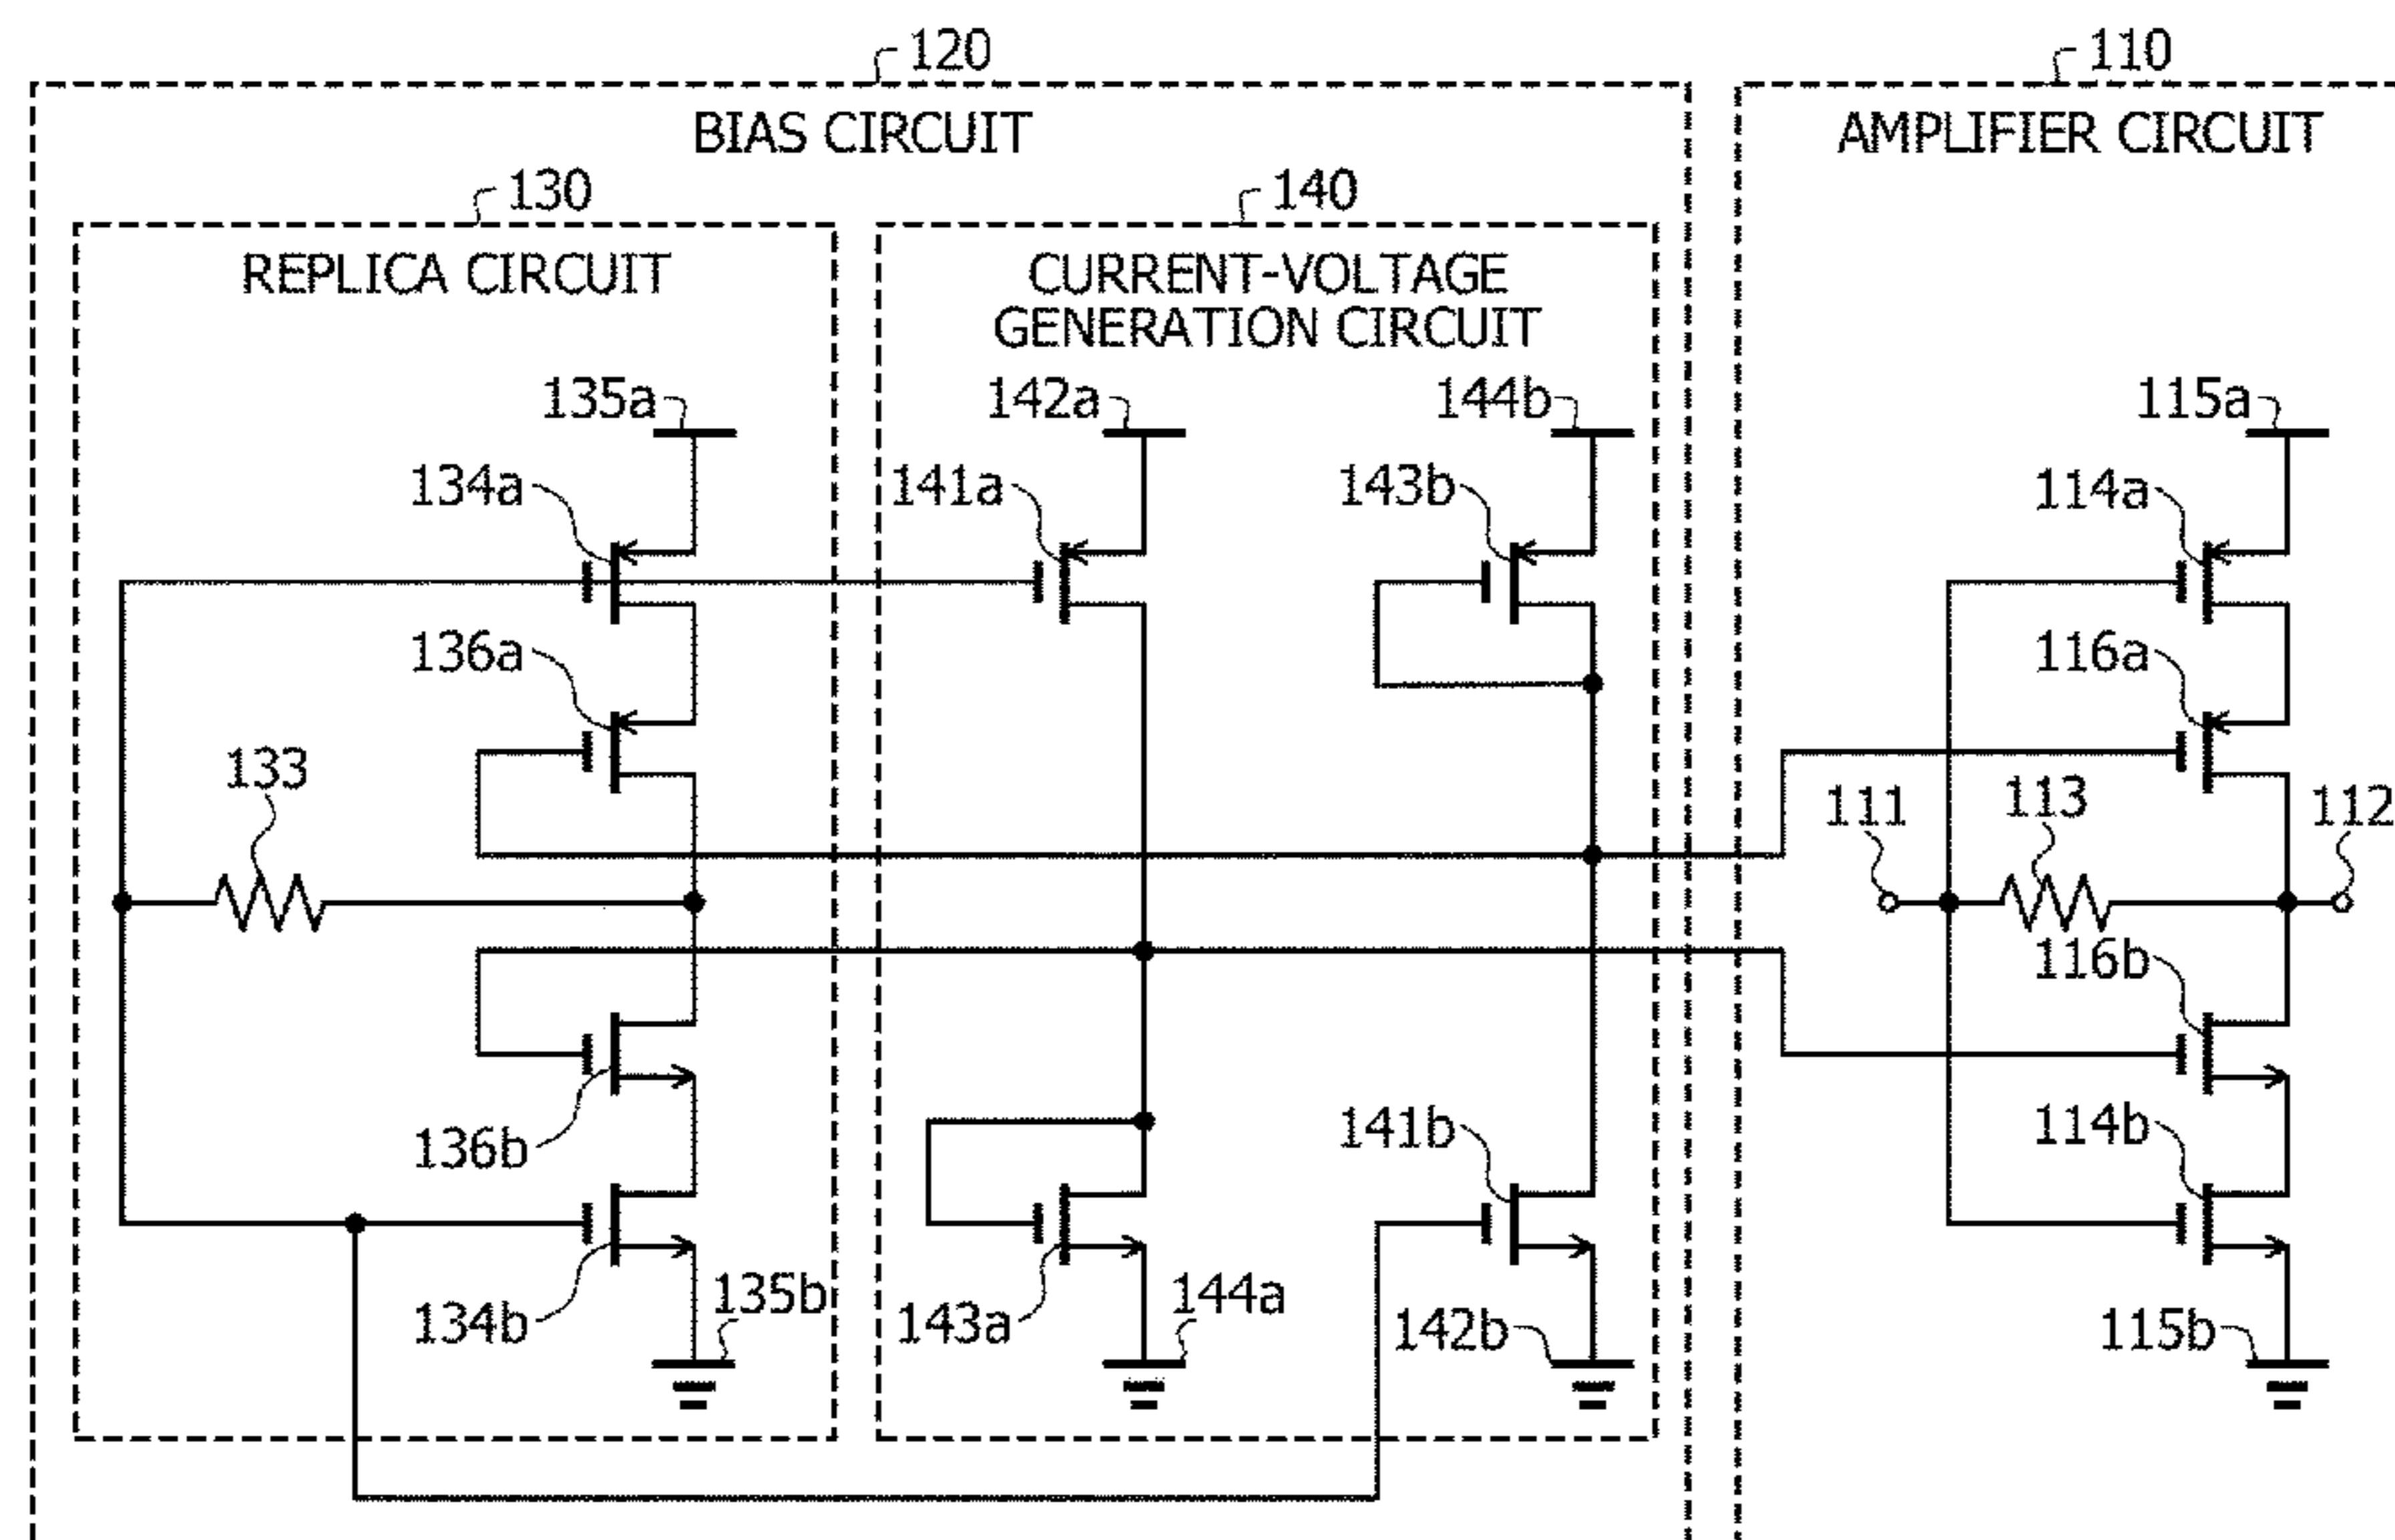 120
110
BIAS CIRCUIT
AMPLIFIER CIRCUIT
130
140
REPLICA CIRCUIT
CURRENT-VOLTAGE
GENERATION CIRCUIT
135a
142a
144b
115a
134a
141a
143b
114a
136a
116a
133
111
113
112
116b
136b
141b
114b
134b
135b
143a
144a
142b
115b